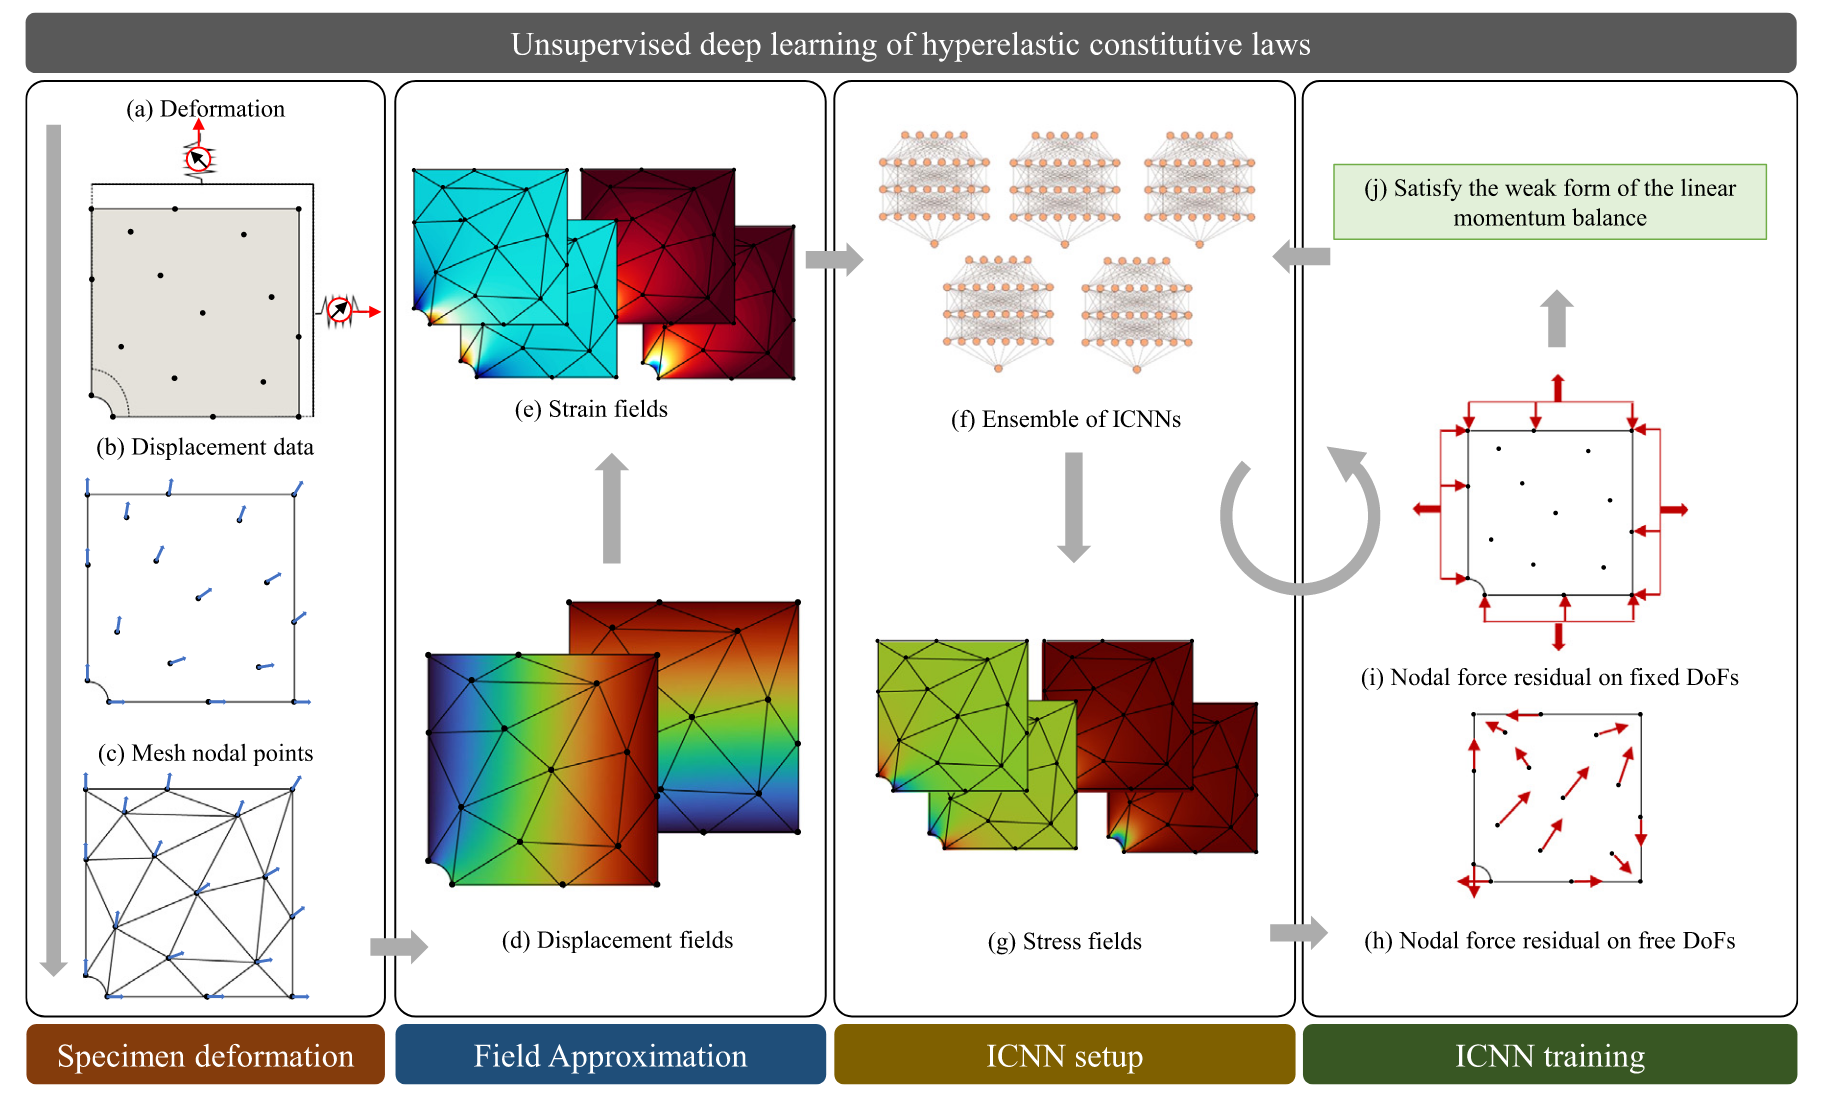 Unsupervised deep learning of hyperelastic constitutive laws
(a) Deformation
(b) Displacement data
(c) Mesh nodal points
(d) Displacement fields
(e) Strain fields
(f) Ensemble of ICNNs
(g) Stress fields
(h) Nodal force residual on free DoFs
(i) Nodal force residual on fixed DoFs
(j) Satisfy the weak form of the linear
momentum balance
Specimen deformation
Field Approximation
ICNN setup
ICNN training